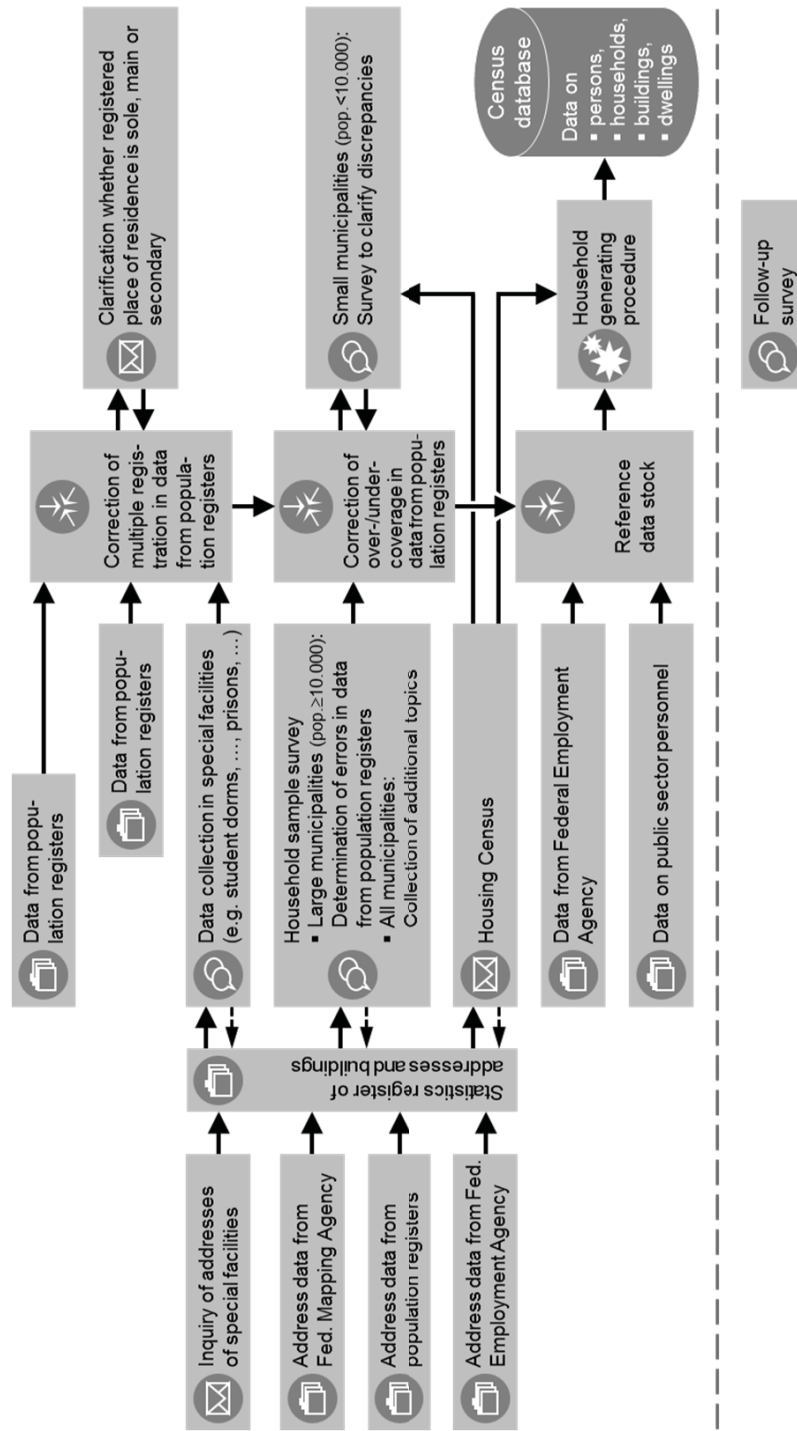 Inquiry of addresses
of special facilities
Address data from
Fed. Mapping Agency
Address data from
population registers
Address data from Fed.
Employment Agency
Statistics register of
addresses and buildings
Data from popu-
lation registers
Data from popu-
lation registers
Data collection in special facilities
(e.g. student dorms, …, prisons, …)
Household sample survey
▪ Large municipalities (pop.≥10.000):
Determination of errors in data
from population registers
▪ All municipalities:
Collection of additional topics
Housing Census
Data from Federal Employment
Agency
Data on public sector personnel
Correction of
multiple regis-
tration in data
from popula-
tion registers
Correction of
over-/under-
coverage in
data from popu-
lation registers
Reference
data stock
Clarification whether registered
place of residence is sole, main or
secondary
Small municipalities (pop.<10.000):
Survey to clarify discrepancies
Household
generating
procedure
Census
database
Data on
▪ persons,
▪ households,
▪ buildings,
▪ dwellings
Follow-up
survey